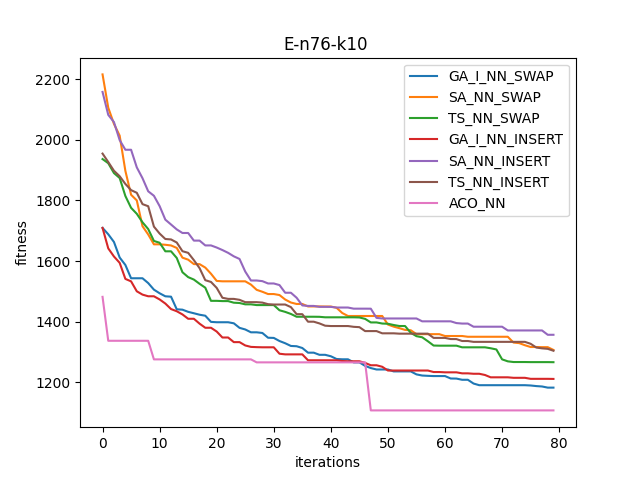 E-n76-k10
GA_I_NN_SWAP
SA_NN_SWAP
TS_NN_SWAP
GA_I_NN_INSERT
SA_NN_INSERT
TS_NN_INSERT
ACO_NN
fitness
2200
2000
1800
1600
1400
1200
0 10 20 30 40 50 60 70 80
iterations